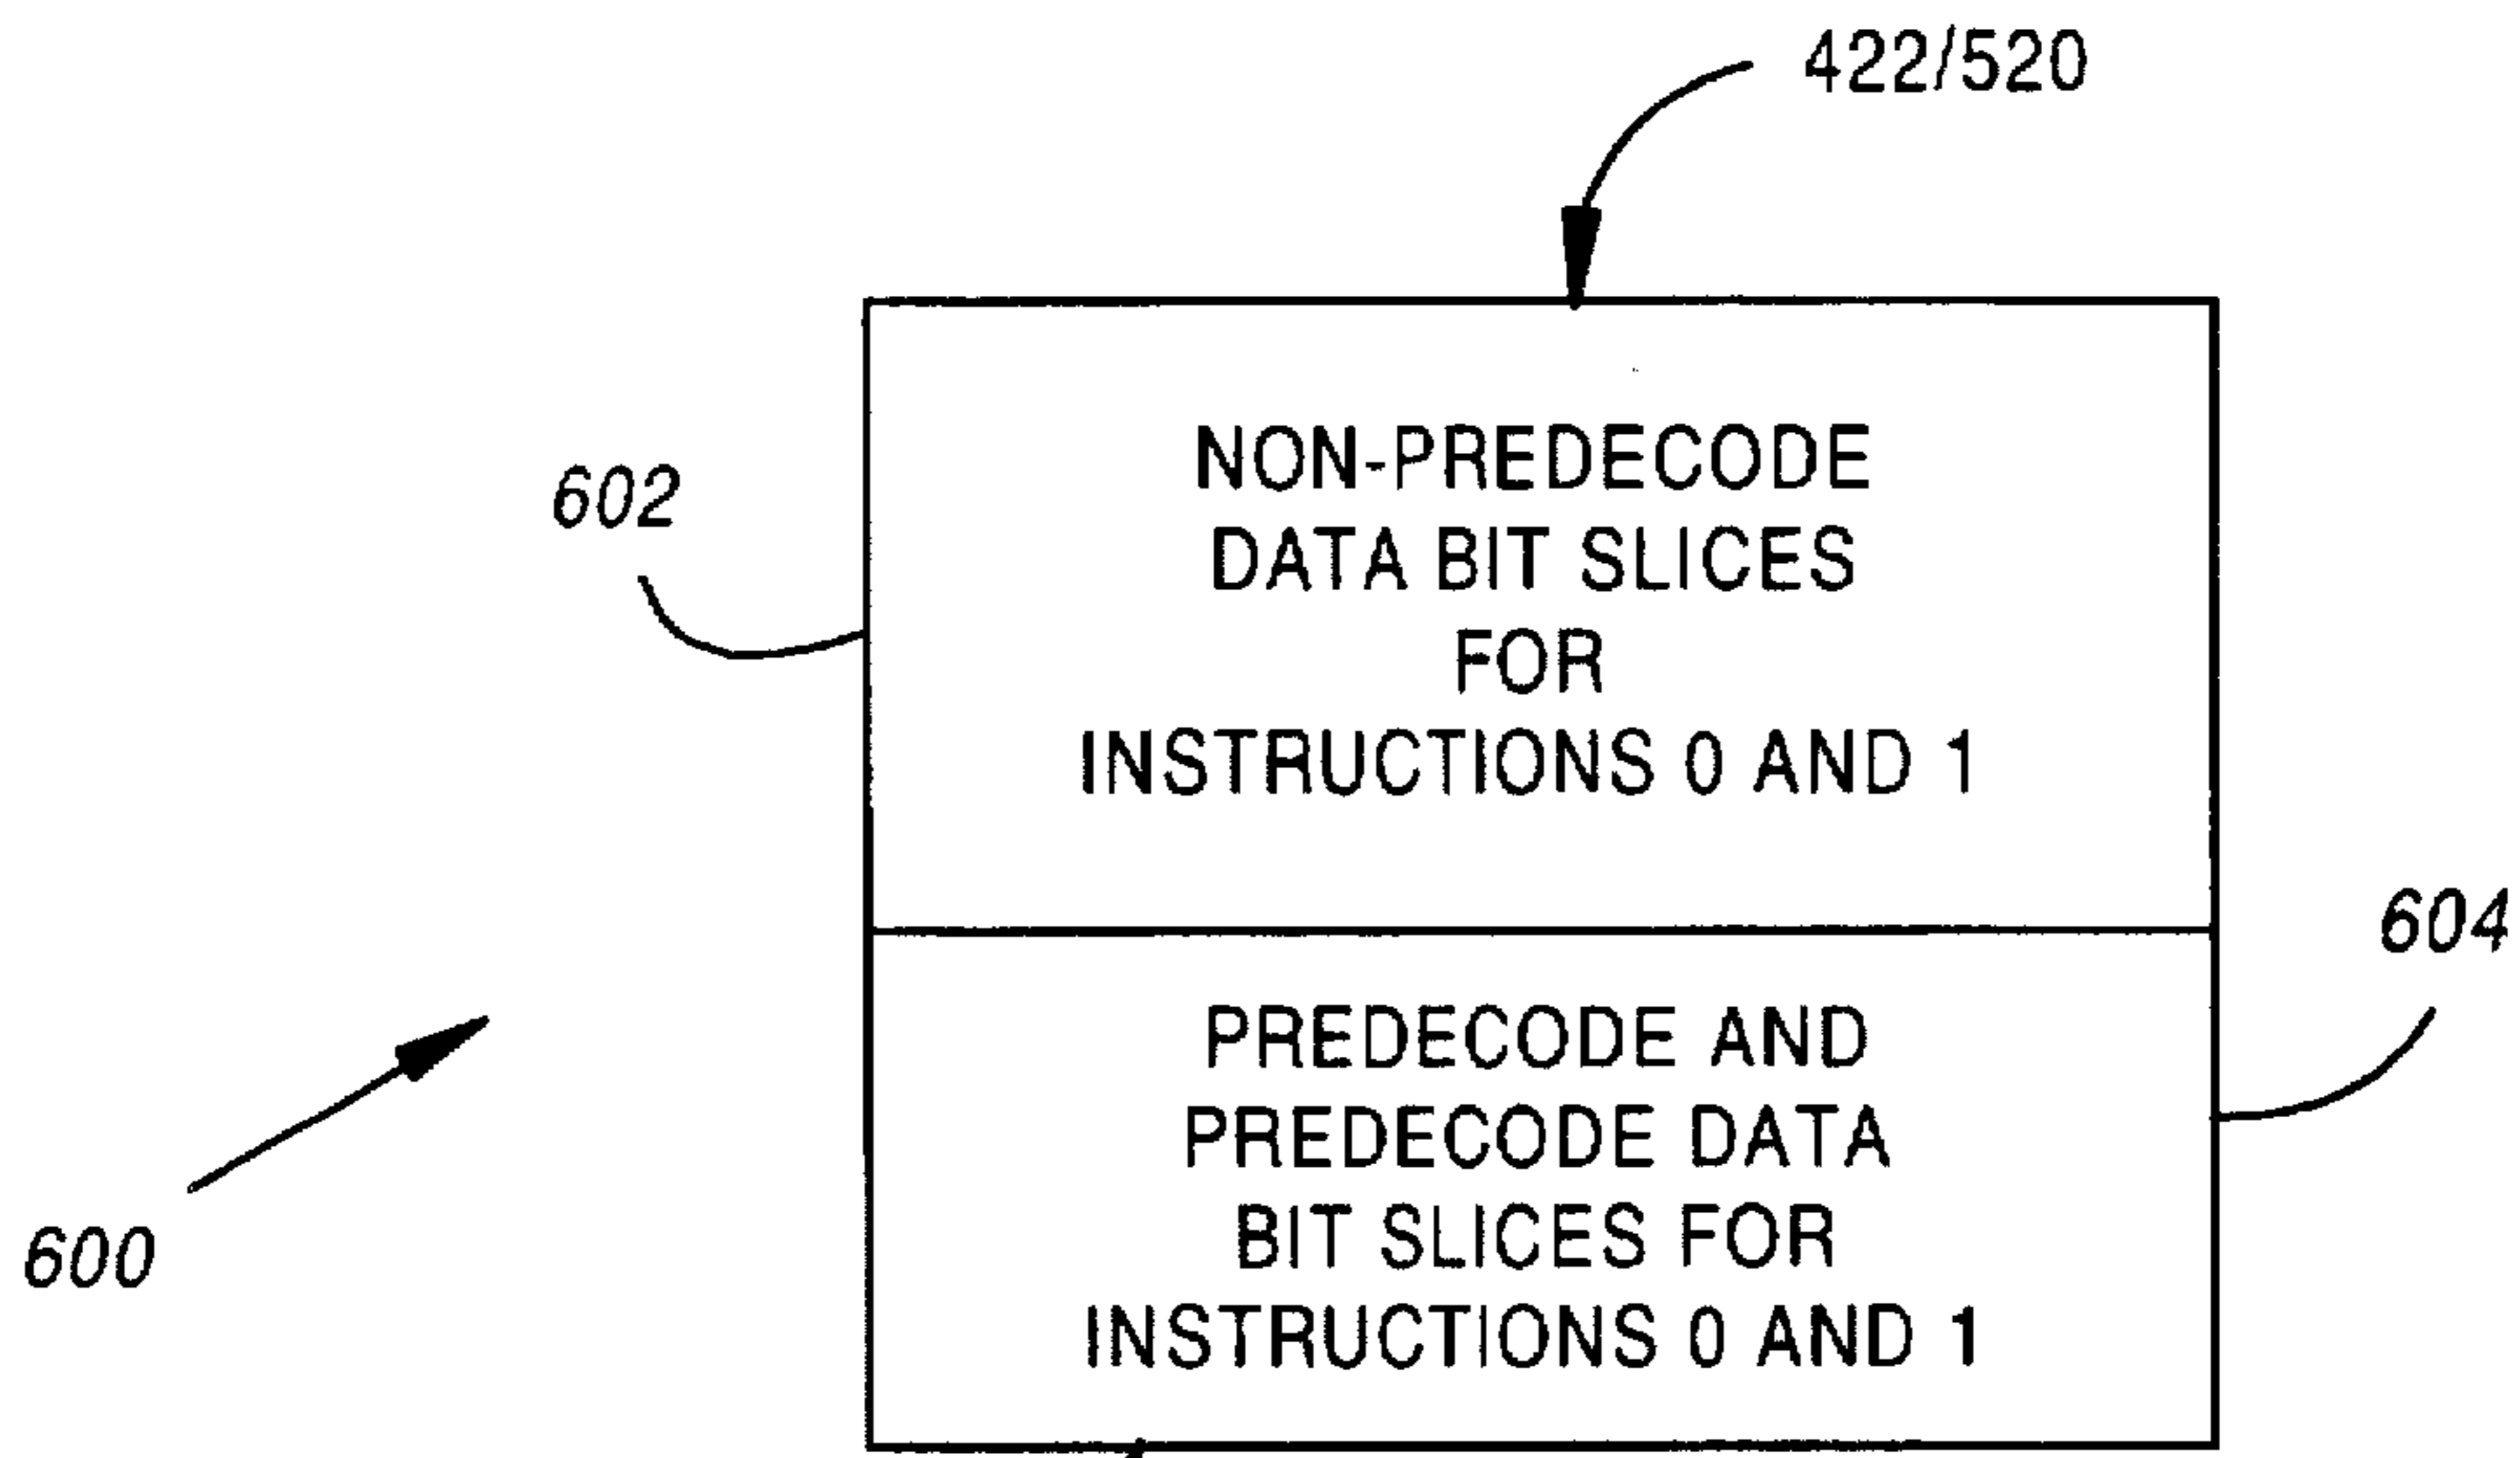 422/520
NON-PREDECODE
602
DATA BIT SLICES
FOR
INSTRUCTIONS 0 AND 1
604
PREDECODE AND
PREDECODE DATA
BIT SLICES FOR
600
INSTRUCTIONS 0 AND 1